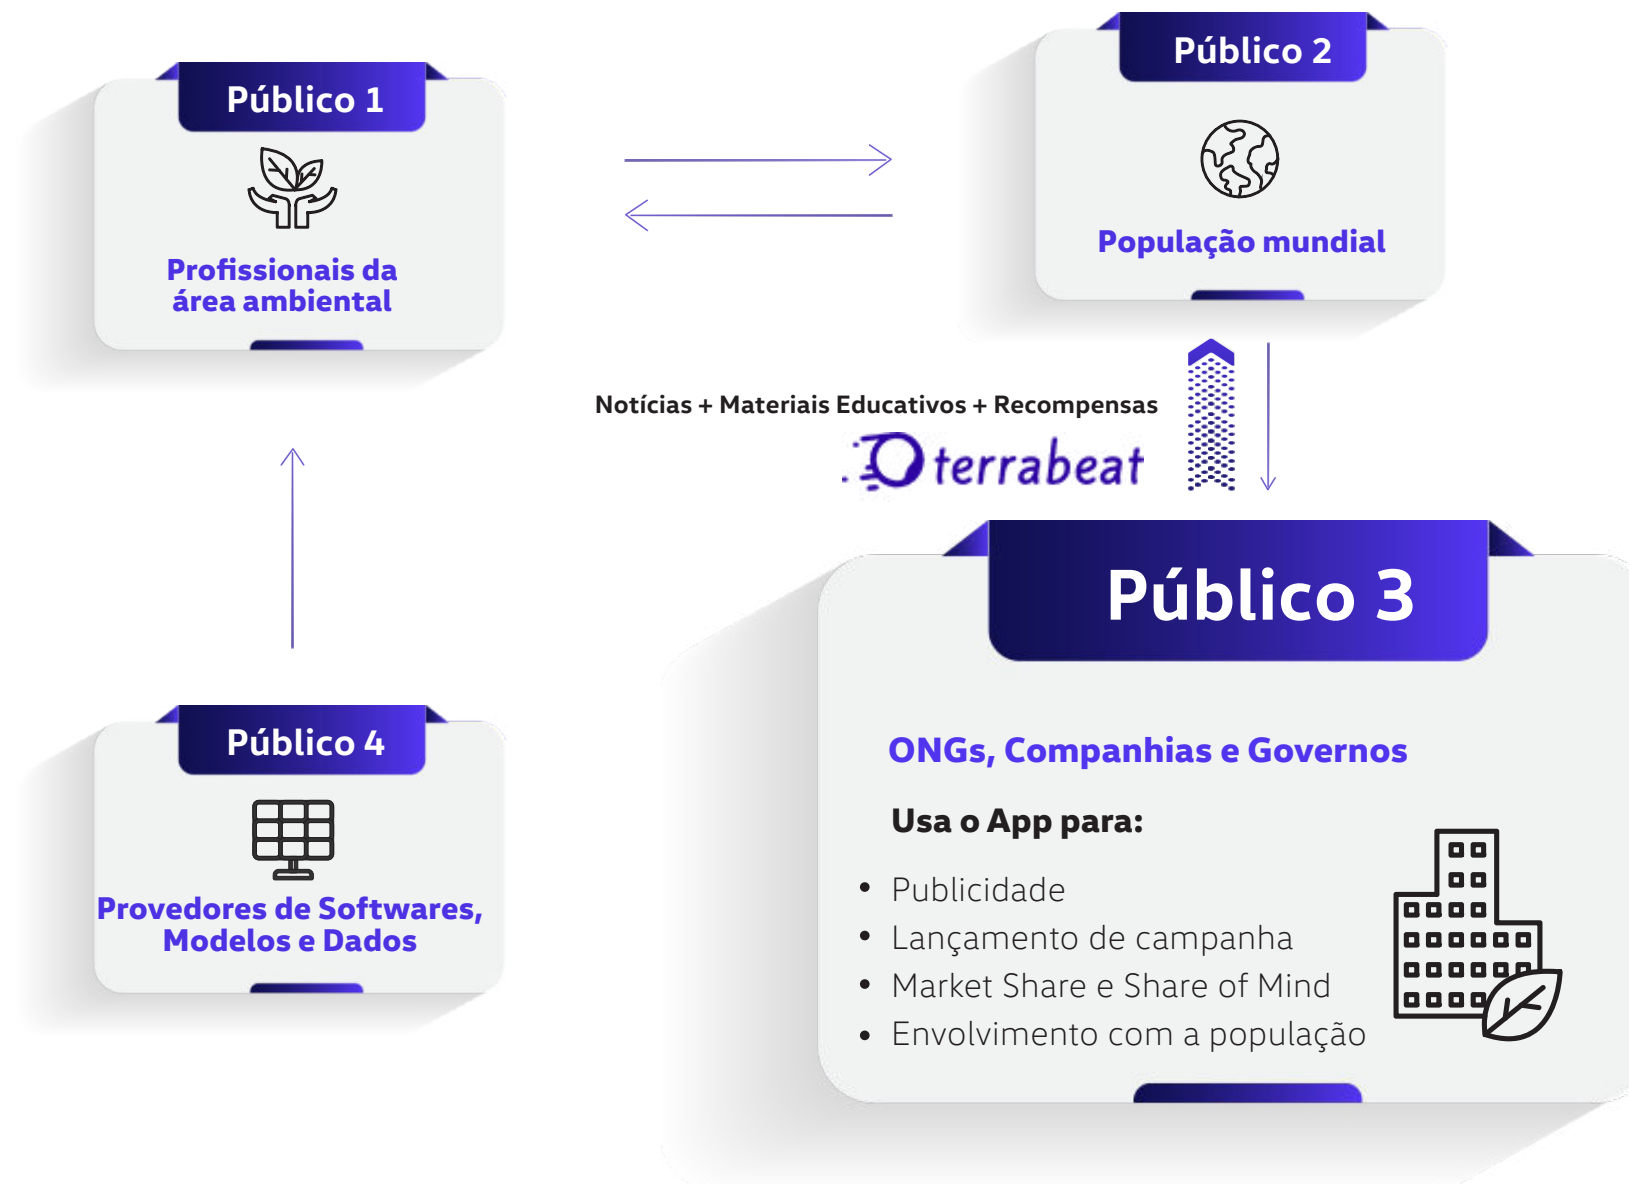 Público 1
Profissionais da
área ambiental
Público 2
População mundial
Notícias + Materiais Educativos + Recompensas
terrabeat
Público 3
ONGs, Companhias e Governos
Usa o App para:
• Publicidade
• Lançamento de campanha
• Market Share e Share of Mind
• Envolvimento com a população
Público 4
Provedores de Softwares,
Modelos e Dados